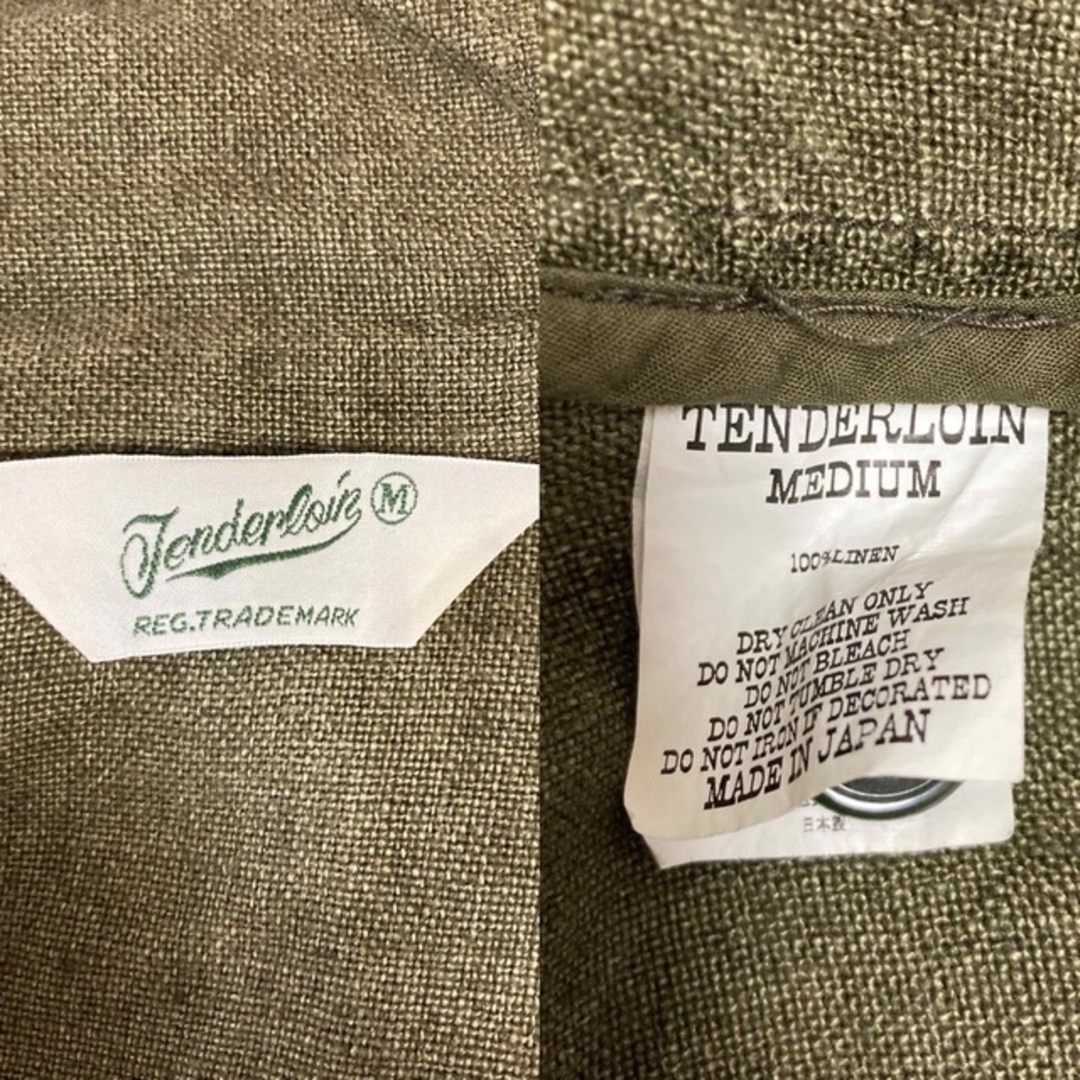 Tenderloin M
REG.TRADEMARK
TENDERLOIN
MEDIUM
100%LINEN
DRY CLEAN ONLY
DO NOT MACHINE WASH
DO NOT BLEACH
DO NOT TUMBLE DRY
DO NOT IRON IF DECORATED
MADE IN JAPAN
日本製